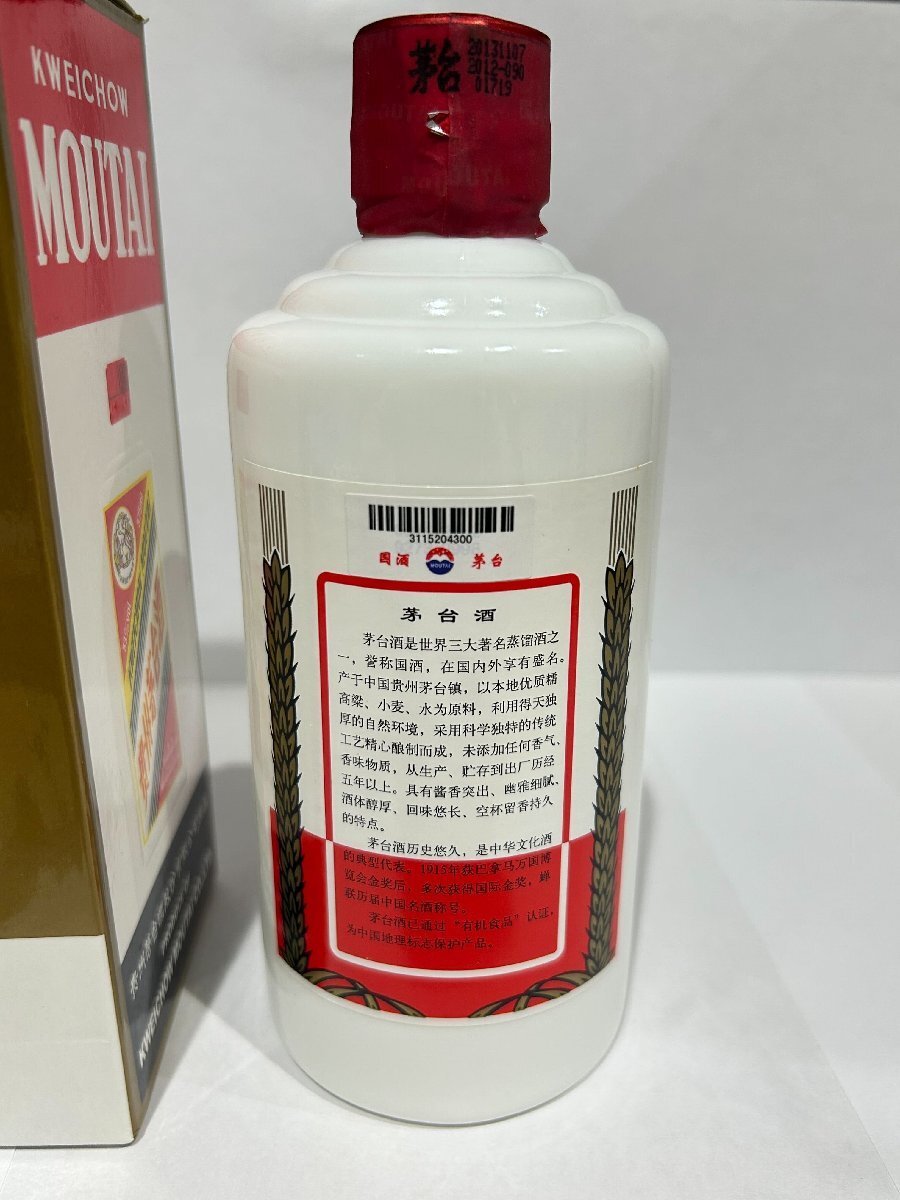 KWEICHOW
MOUTAI
茅台
20131107
2012-090
01719
3115204300
国酒 MOUTAI 茅台
茅台酒
茅台酒是世界三大著名蒸馏酒之
一，誉称国酒，在国内外享有盛名。
产于中国贵州茅台镇，以本地优质糯
高粱、小麦、水为原料，利用得天独
厚的自然环境，采用科学独特的传统
工艺精心酿制而成，未添加任何香气、
香味物质，从生产、贮存到出厂历经
五年以上。具有酱香突出、幽雅细腻、
酒体醇厚、回味悠长、空杯留香持久
的特点。
茅台酒历史悠久，是中华文化酒
的典型代表。1915年获巴拿马万国博
览会金奖后，多次获得国际金奖，蝉
联历届中国名酒称号。
茅台酒已通过“有机食品”认证，
为中国地理标志保护产品。
KWEICHOW